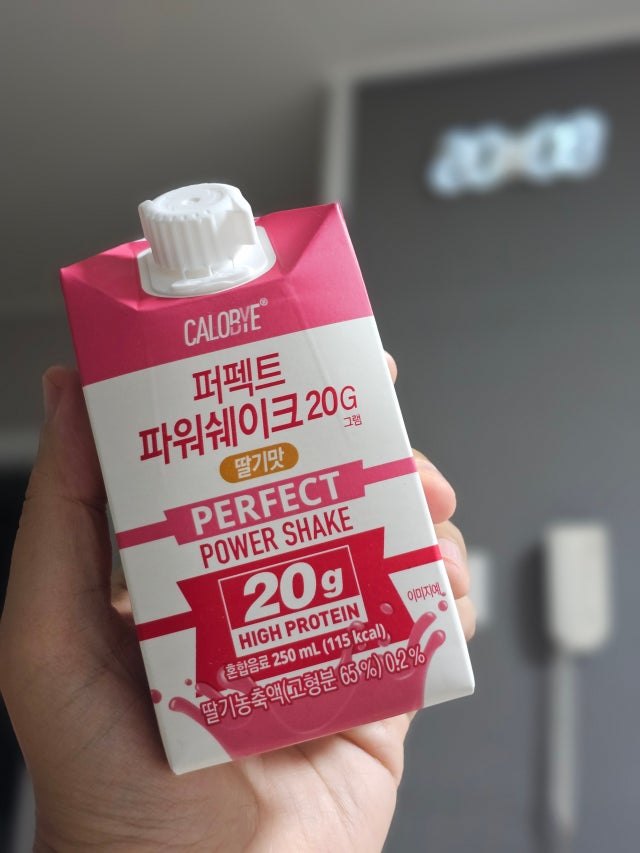 CALOBYE®
퍼펙트
파워쉐이크 20G
그램
딸기맛
PERFECT
POWER SHAKE
20g
HIGH PROTEIN
이미지예
혼합음료 250 mL (115 kcal)
딸기농축액(고형분 65 %) 0.2 %